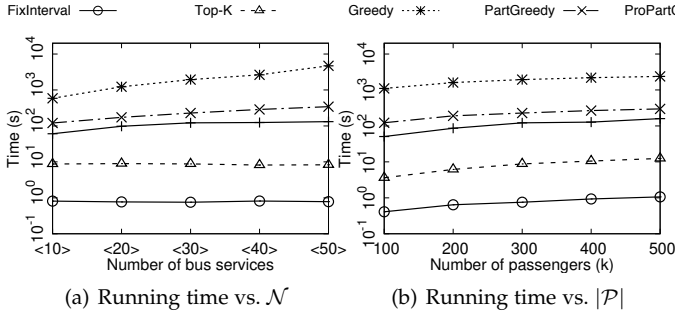 FixInterval Top-K Greedy PartGreedy ProPartG
Time (s)
10^4
10^3
10^2
10^1
10^0
10^-1
<10> <20> <30> <40> <50>
Number of bus services
(a) Running time vs. 𝒩
Time (s)
10^4
10^3
10^2
10^1
10^0
10^-1
100 200 300 400 500
Number of passengers (k)
(b) Running time vs. |𝒫|